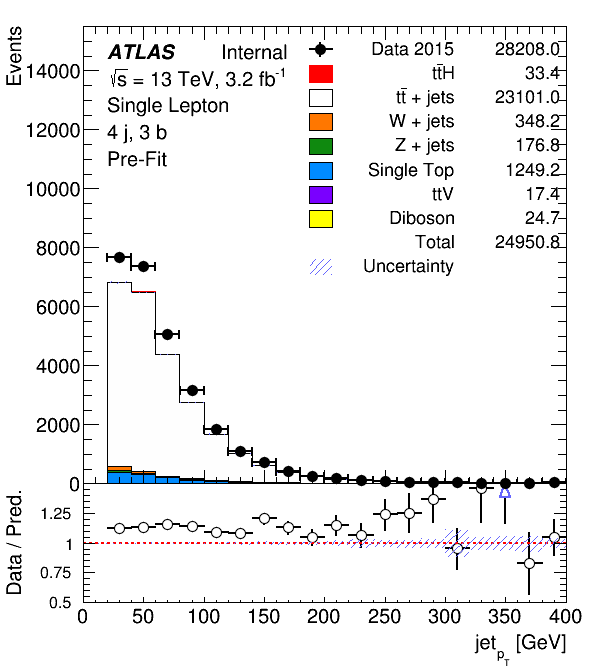 Events
ATLAS Internal
√s = 13 TeV, 3.2 fb⁻¹
Single Lepton
4 j, 3 b
Pre-Fit
Data 2015 28208.0
tt̄H 33.4
tt̄ + jets 23101.0
W + jets 348.2
Z + jets 176.8
Single Top 1249.2
ttV 17.4
Diboson 24.7
Total 24950.8
Uncertainty
14000
12000
10000
8000
6000
4000
2000
0
Data / Pred.
1.25
1
0.75
0.5
0 50 100 150 200 250 300 350 400
jet_p_T [GeV]